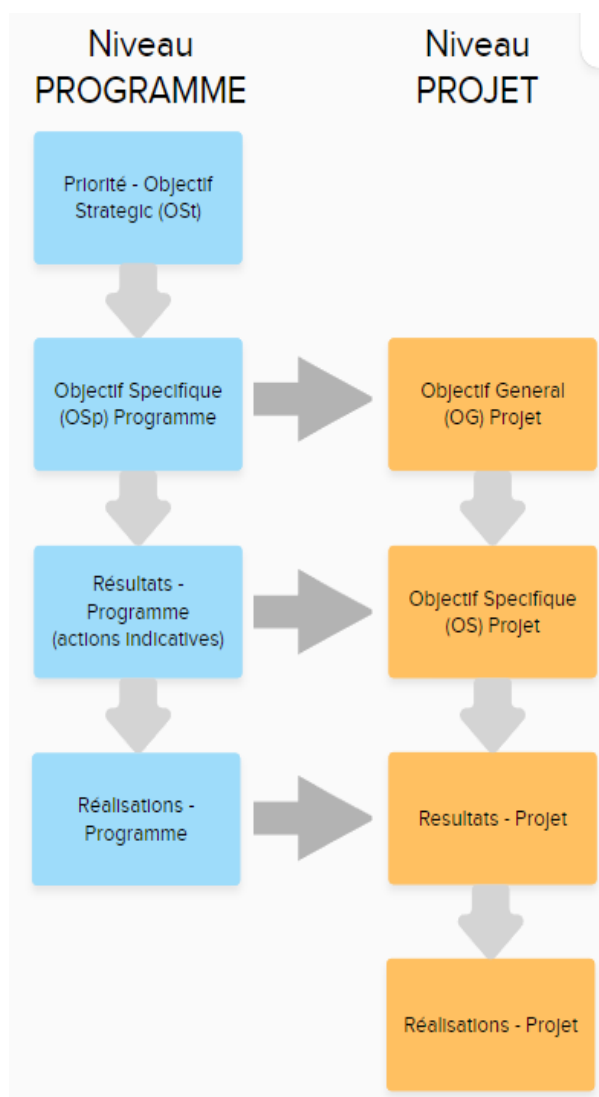 Niveau
PROGRAMME
Niveau
PROJET
Priorité - Objectif
Strategic (OSt)
Objectif Specifique
(OSp) Programme
Objectif General
(OG) Projet
Résultats -
Programme
(actions indicatives)
Objectif Specifique
(OS) Projet
Réalisations -
Programme
Resultats - Projet
Réalisations - Projet